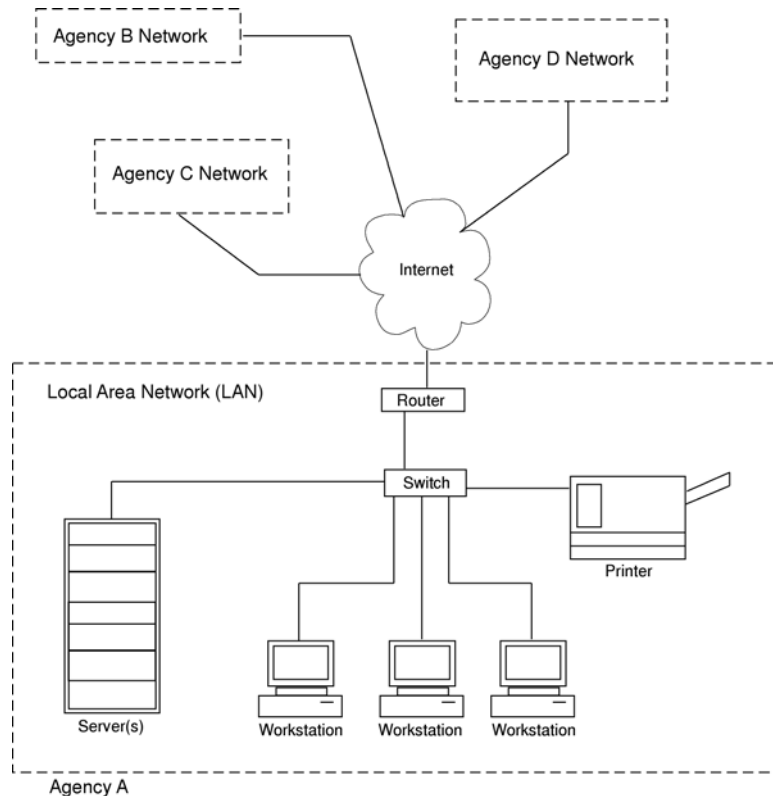 Agency B Network
Agency D Network
Agency C Network
Internet
Local Area Network (LAN)
Router
Switch
Printer
Server(s)
Workstation
Workstation
Workstation
Agency A